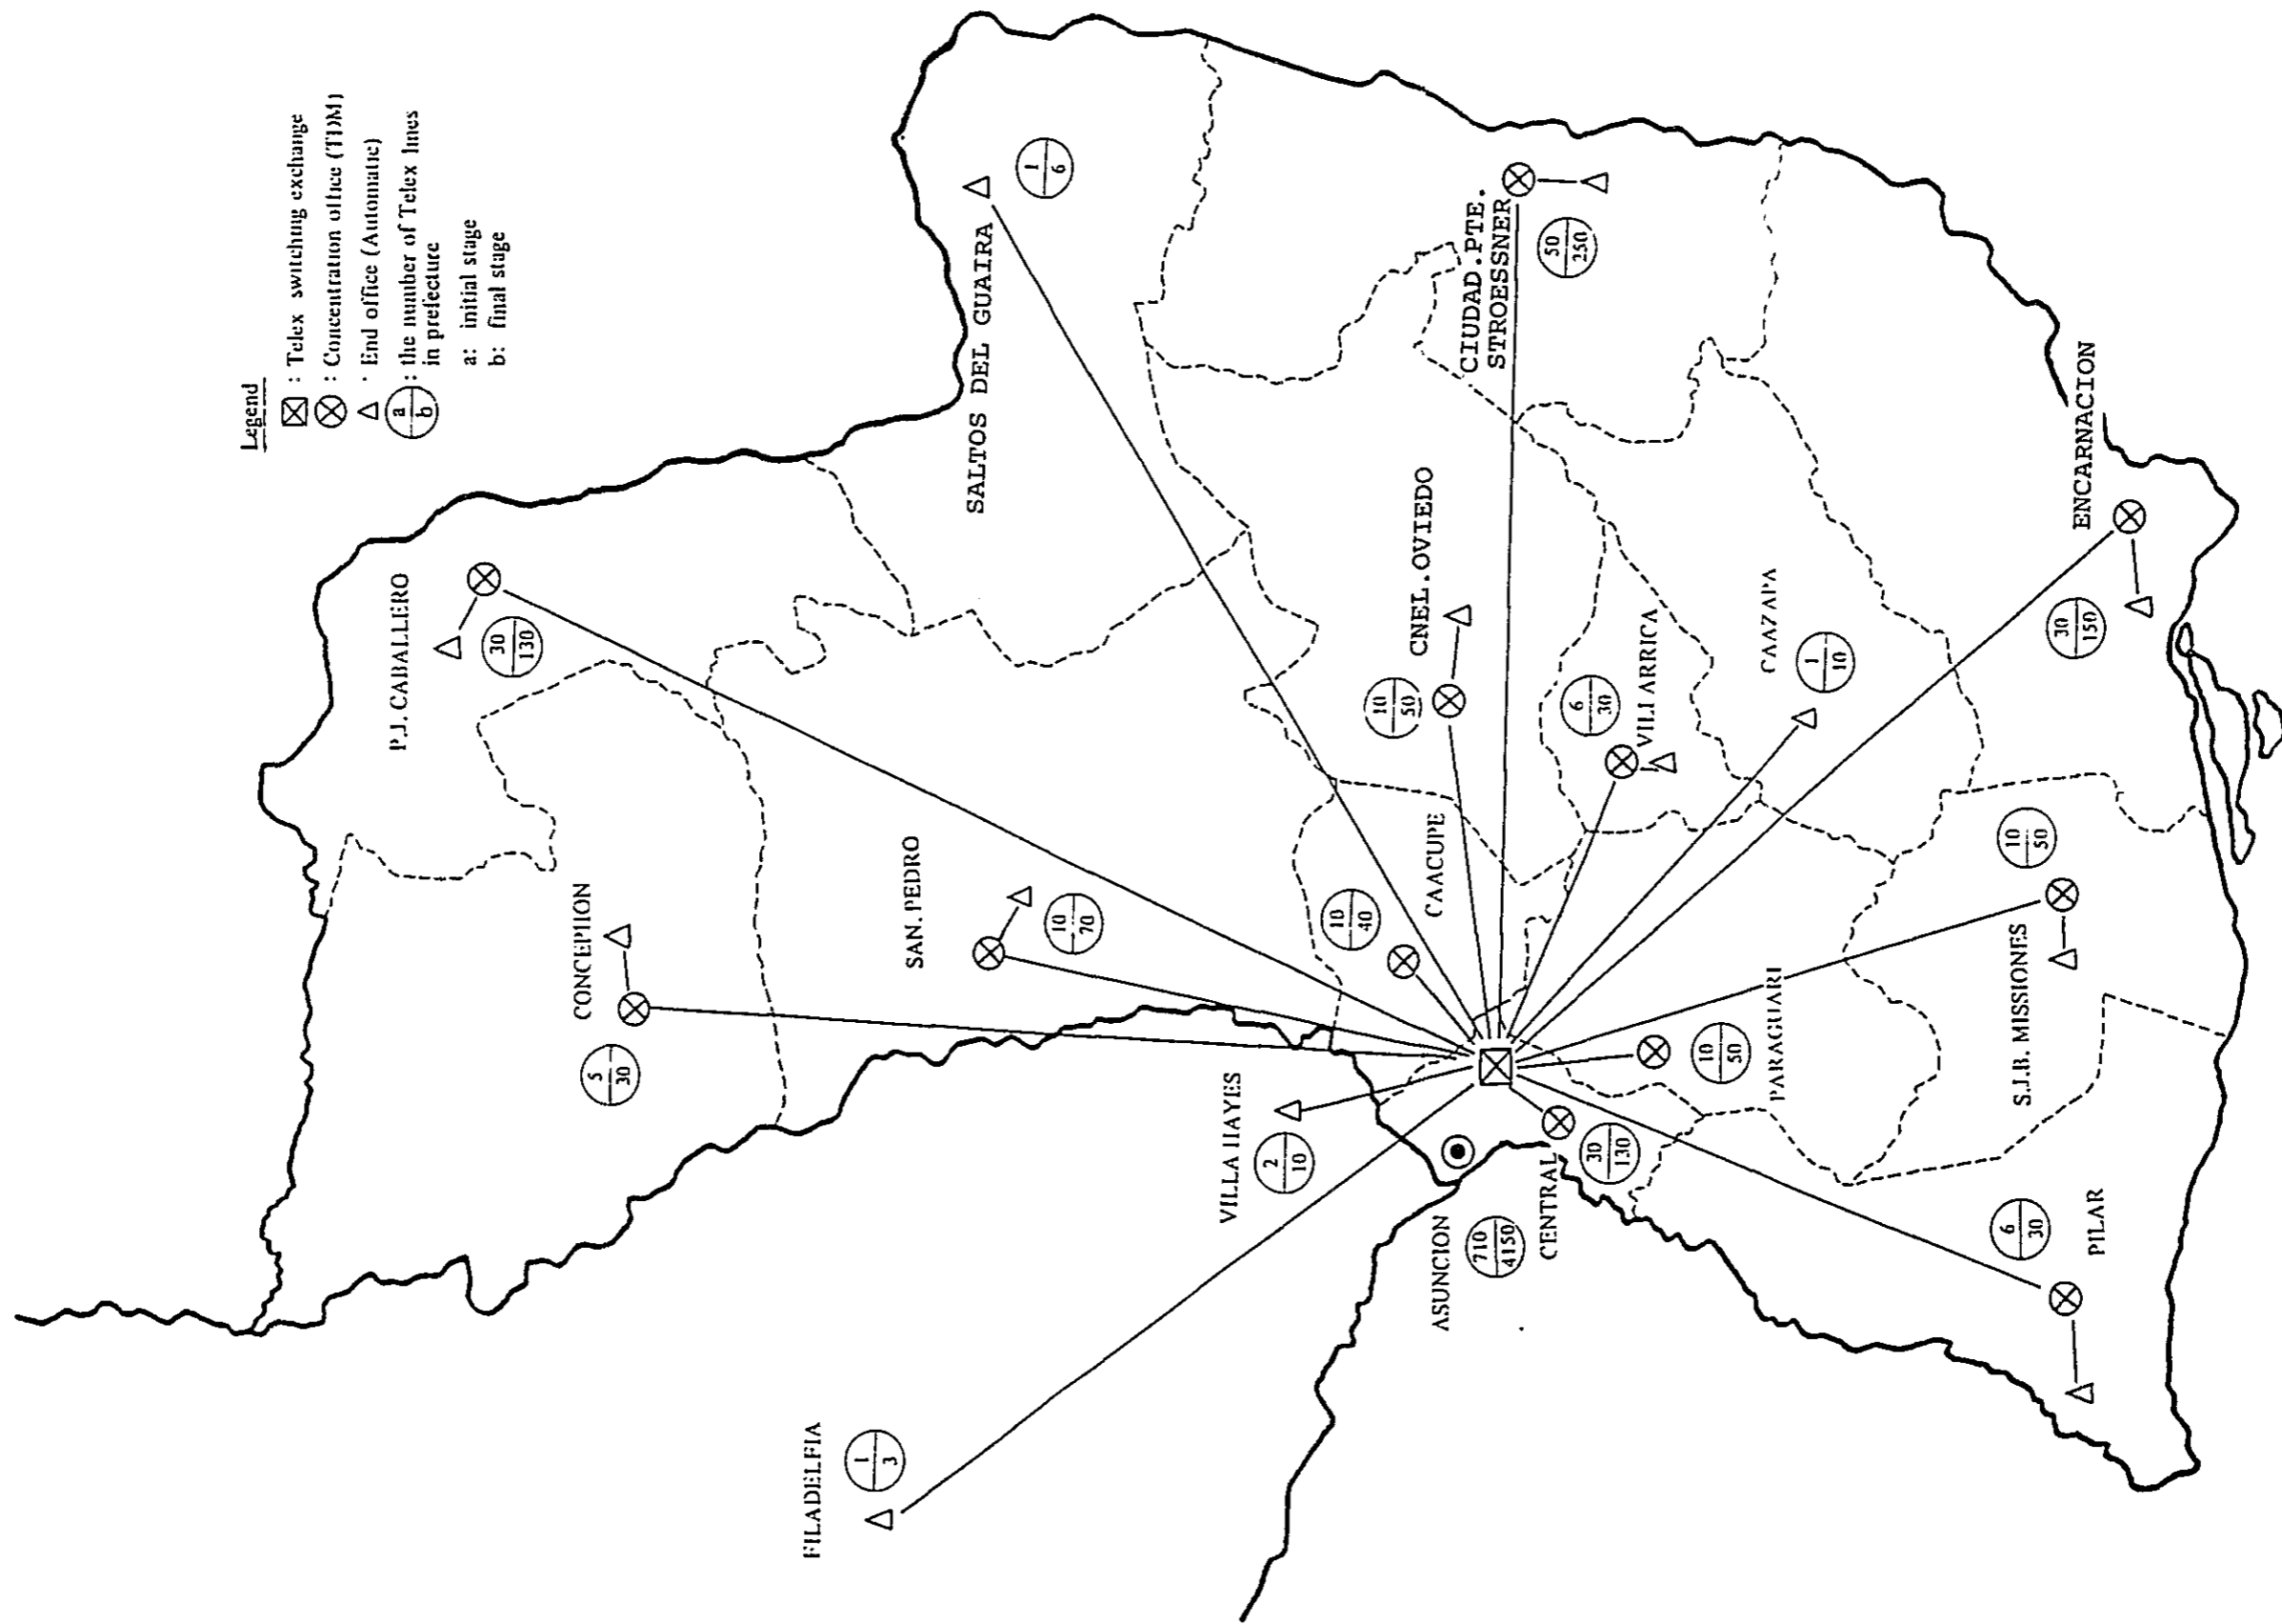 Legend
: Telex switching exchange
: Concentration office (TDM)
: End office (Automatic)
a
b
: the number of Telex lines
in prefecture
a: initial stage
b: final stage
P.J. CABALLERO
30
130
CONCEPIION
5
30
SAN. PEDRO
10
70
SALTOS DEL GUAIRA
1
6
FILADELFIA
1
3
VILLA HAYES
2
10
ASUNCION
710
4150
CENTRAL
30
130
CAACUPE
10
40
CNEL.OVIEDO
10
50
CIUDAD.PTE.
STROESSNER
50
250
VILLARRICA
6
30
CAAZAPA
1
10
PARAGUARI
10
50
S.J.B. MISSIONES
10
50
PILAR
6
30
ENCARNACION
30
150